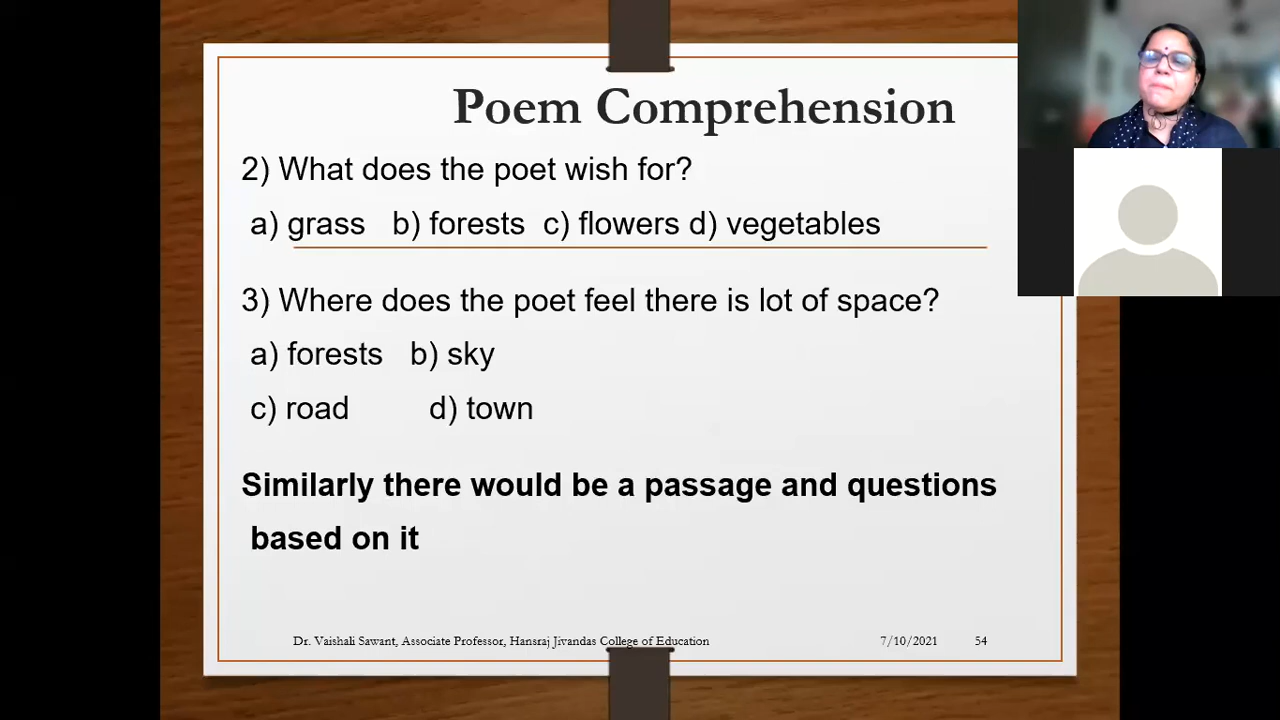 Poem Comprehension
2) What does the poet wish for?
a) grass b) forests c) flowers d) vegetables
3) Where does the poet feel there is lot of space?
a) forests b) sky
c) road d) town
Similarly there would be a passage and questions
based on it
Dr. Vaishali Sawant, Associate Professor, Hansraj Jivandas College of Education 7/10/2021 54